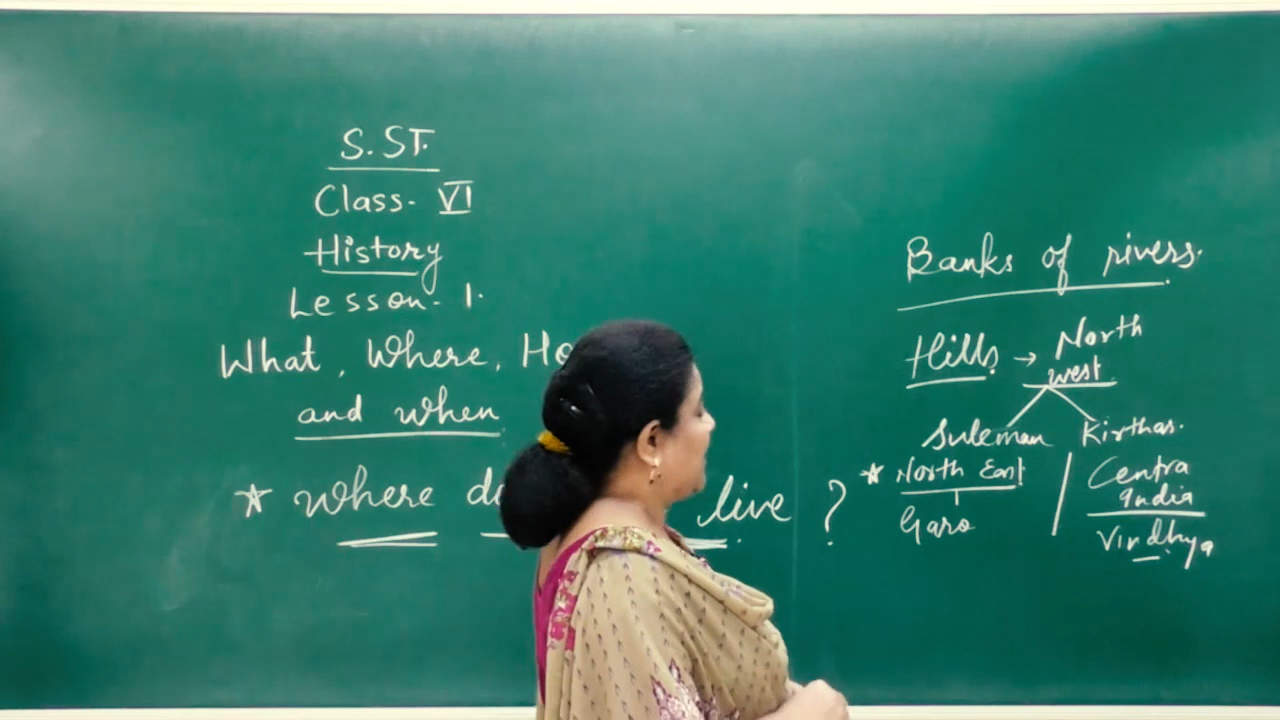 S.ST.
Class- VI
History
Lesson- 1.
What, Where,
and when
* where live ?
Banks of rivers.
Hills → North
west
Suleman Kirthas.
* North East
Garo
Centra
India
Vindhya